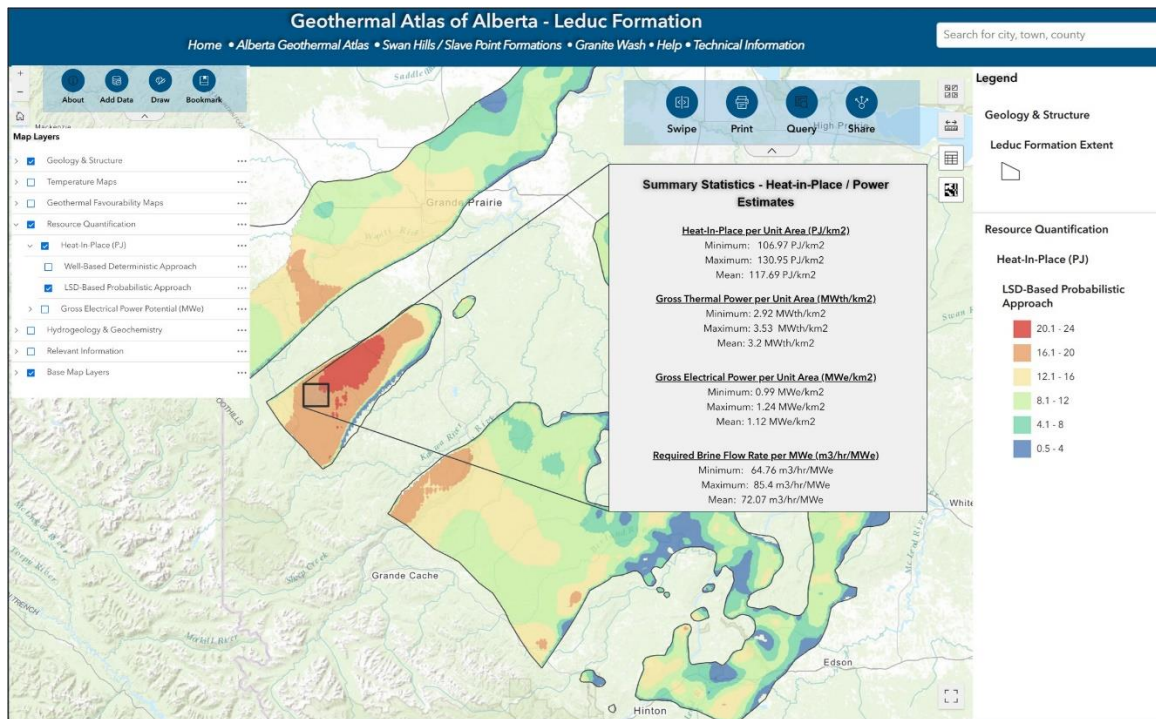 Geothermal Atlas of Alberta - Leduc Formation
Home • Alberta Geothermal Atlas • Swan Hills / Slave Point Formations • Granite Wash • Help • Technical Information
Search for city, town, county
About
Add Data
Draw
Bookmark
Map Layers
Geology & Structure
Temperature Maps
Geothermal Favourability Maps
Resource Quantification
Heat-In-Place (PJ)
Well-Based Deterministic Approach
LSD-Based Probabilistic Approach
Gross Electrical Power Potential (MWe)
Hydrogeology & Geochemistry
Relevant Information
Base Map Layers
Swipe
Print
Query
Share
High Prairie
Grande Prairie
Grande Cache
Edson
Hinton
White
Summary Statistics - Heat-in-Place / Power
Estimates
Heat-In-Place per Unit Area (PJ/km2)
Minimum: 106.97 PJ/km2
Maximum: 130.95 PJ/km2
Mean: 117.69 PJ/km2
Gross Thermal Power per Unit Area (MWth/km2)
Minimum: 2.92 MWth/km2
Maximum: 3.53 MWth/km2
Mean: 3.2 MWth/km2
Gross Electrical Power per Unit Area (MWe/km2)
Minimum: 0.99 MWe/km2
Maximum: 1.24 MWe/km2
Mean: 1.12 MWe/km2
Required Brine Flow Rate per MWe (m3/hr/MWe)
Minimum: 64.76 m3/hr/MWe
Maximum: 85.4 m3/hr/MWe
Mean: 72.07 m3/hr/MWe
Legend
Geology & Structure
Leduc Formation Extent
Resource Quantification
Heat-In-Place (PJ)
LSD-Based Probabilistic
Approach
20.1 - 24
16.1 - 20
12.1 - 16
8.1 - 12
4.1 - 8
0.5 - 4